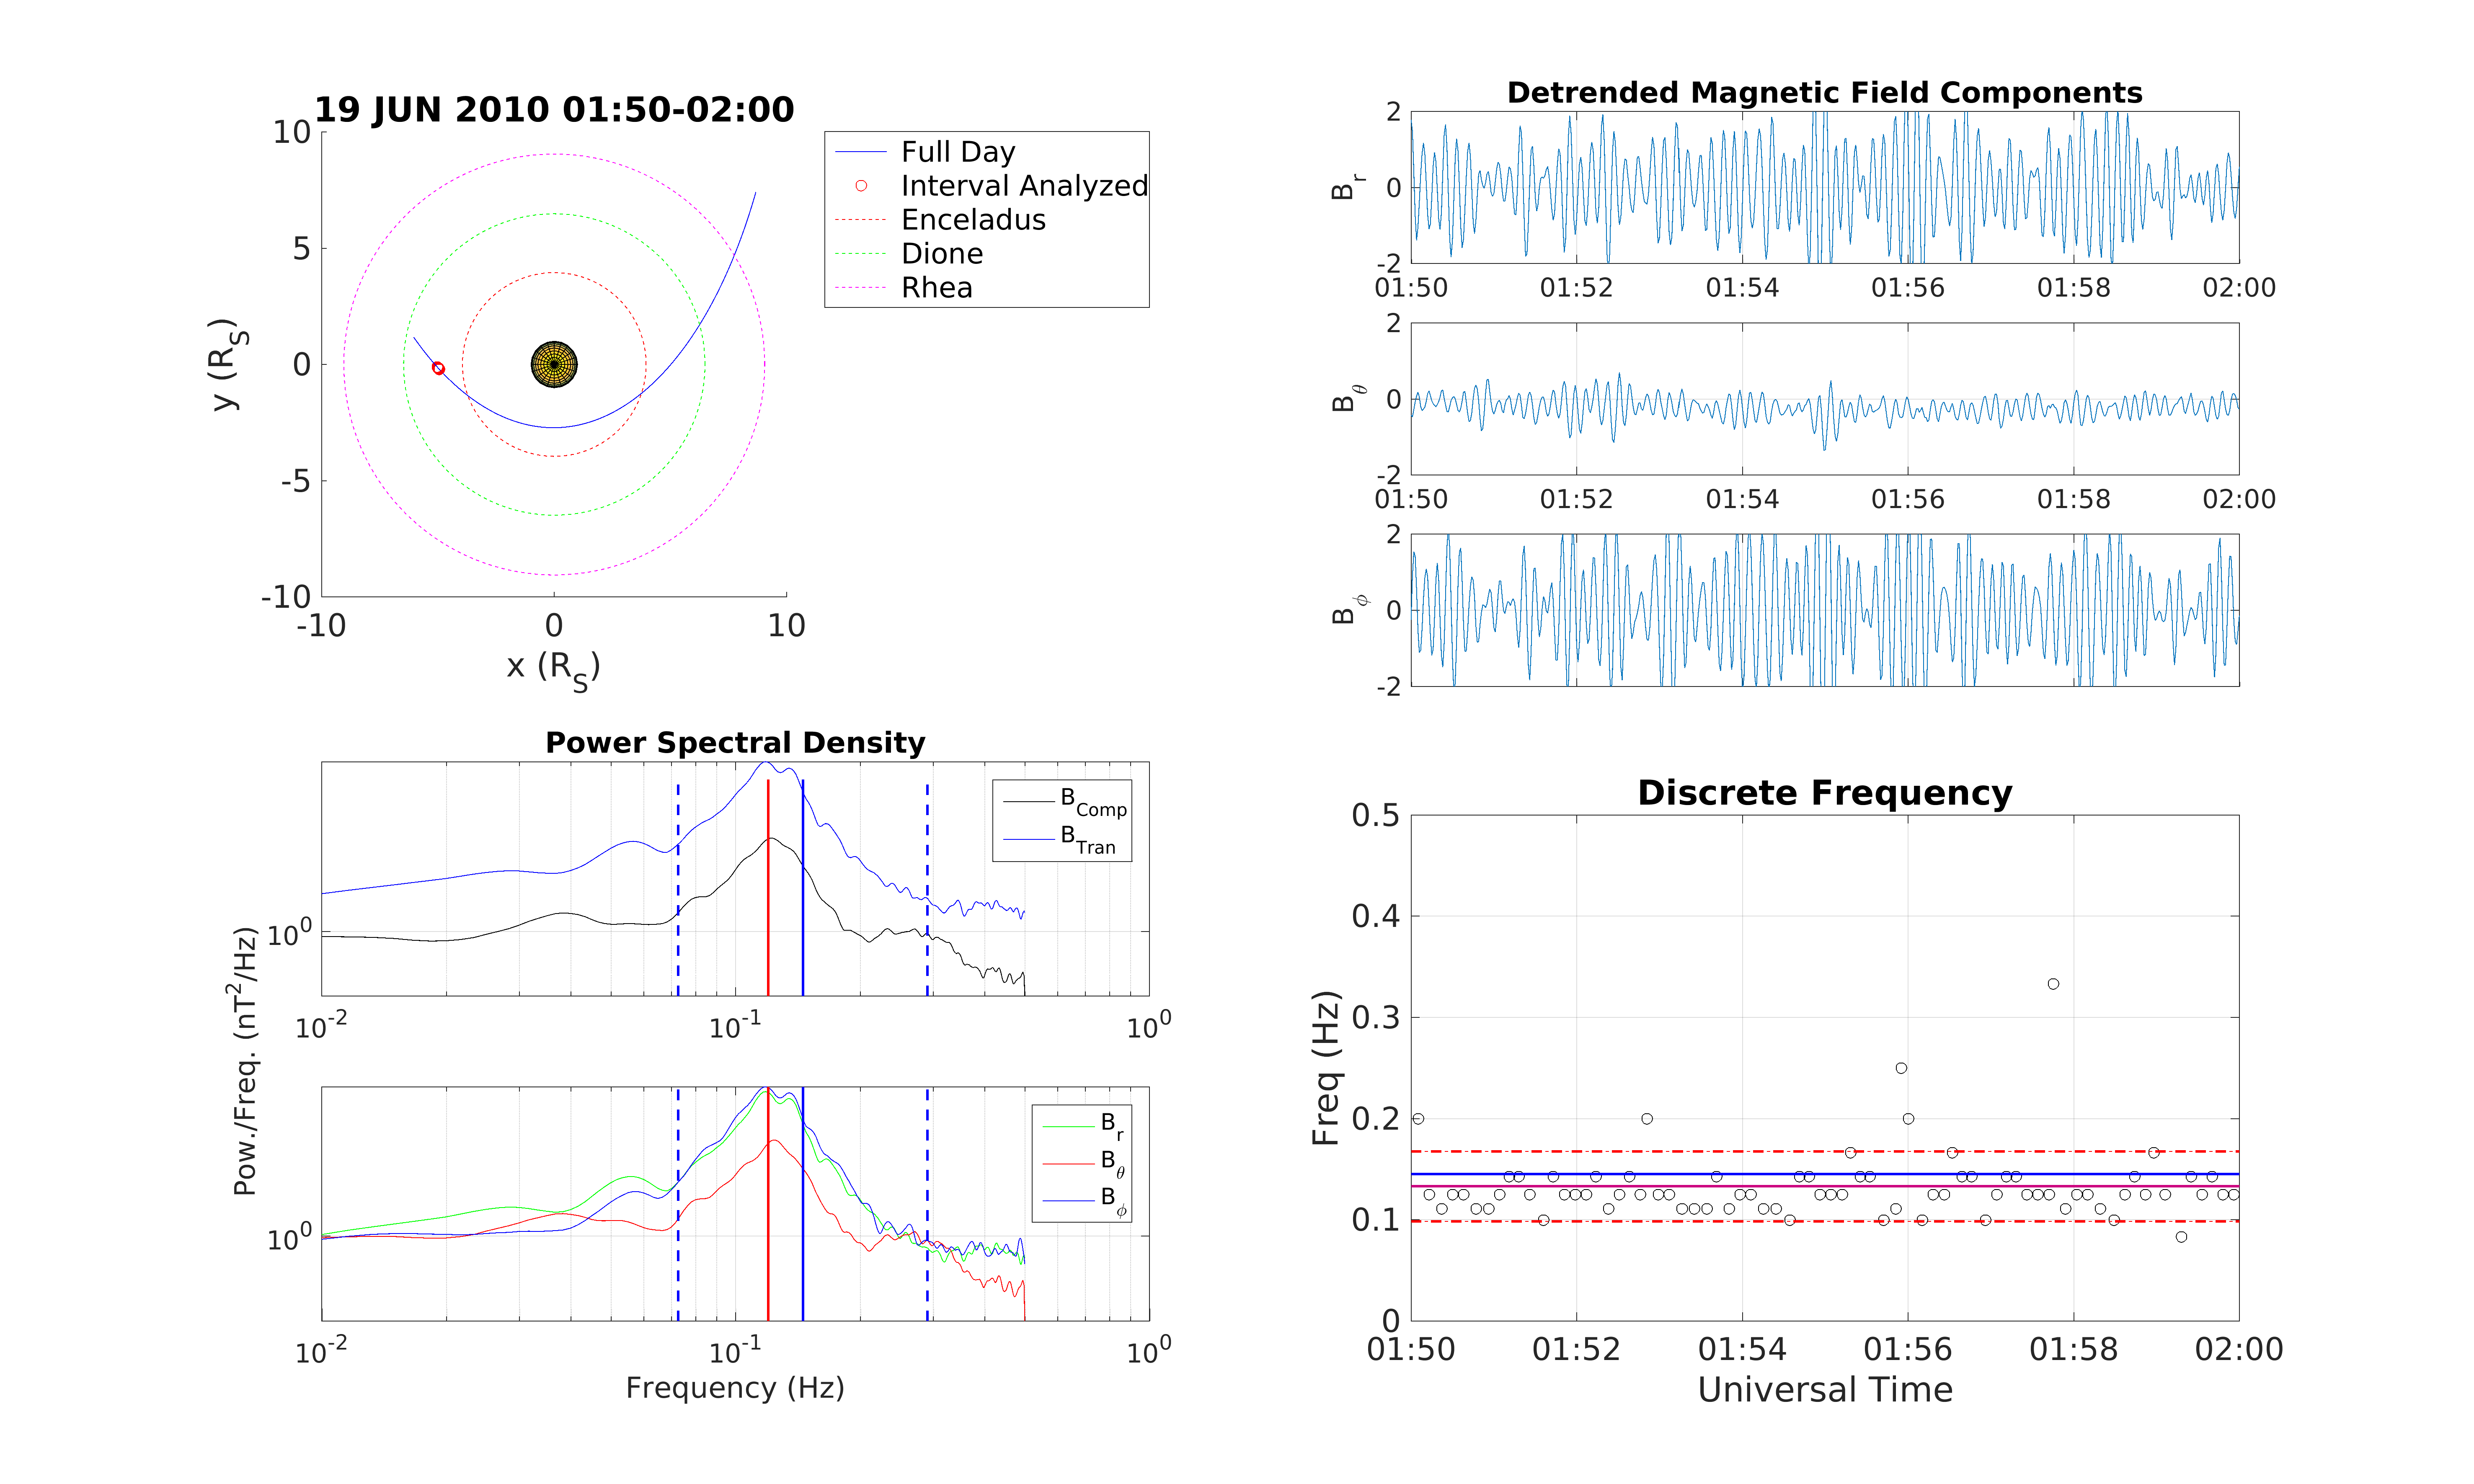 19 JUN 2010 01:50-02:00
10
5
0
-5
-10
-10 0 10
y (R_S)
x (R_S)
Full Day
Interval Analyzed
Enceladus
Dione
Rhea
Detrended Magnetic Field Components
2
0
-2
B_r
01:50 01:52 01:54 01:56 01:58 02:00
2
0
-2
B_θ
01:50 01:52 01:54 01:56 01:58 02:00
2
0
-2
B_ϕ
Power Spectral Density
10^0
10^-2 10^-1 10^0
B_Comp
B_Tran
Pow./Freq. (nT^2/Hz)
10^0
10^-2 10^-1 10^0
B_r
B_θ
B_ϕ
Frequency (Hz)
Discrete Frequency
0.5
0.4
0.3
0.2
0.1
0
Freq (Hz)
01:50 01:52 01:54 01:56 01:58 02:00
Universal Time